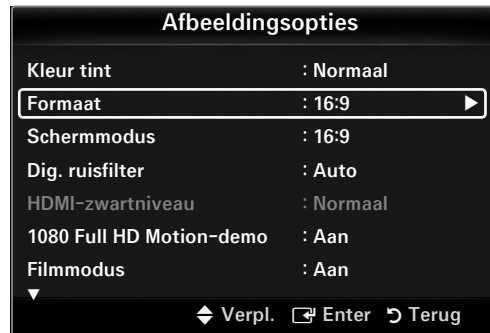 Afbeeldingsopties
Kleur tint : Normaal
Formaat : 16:9
Schermmodus : 16:9
Dig. ruisfilter : Auto
HDMI-zwartniveau : Normaal
1080 Full HD Motion-demo : Aan
Filmmodus : Aan
Verpl. Enter Terug